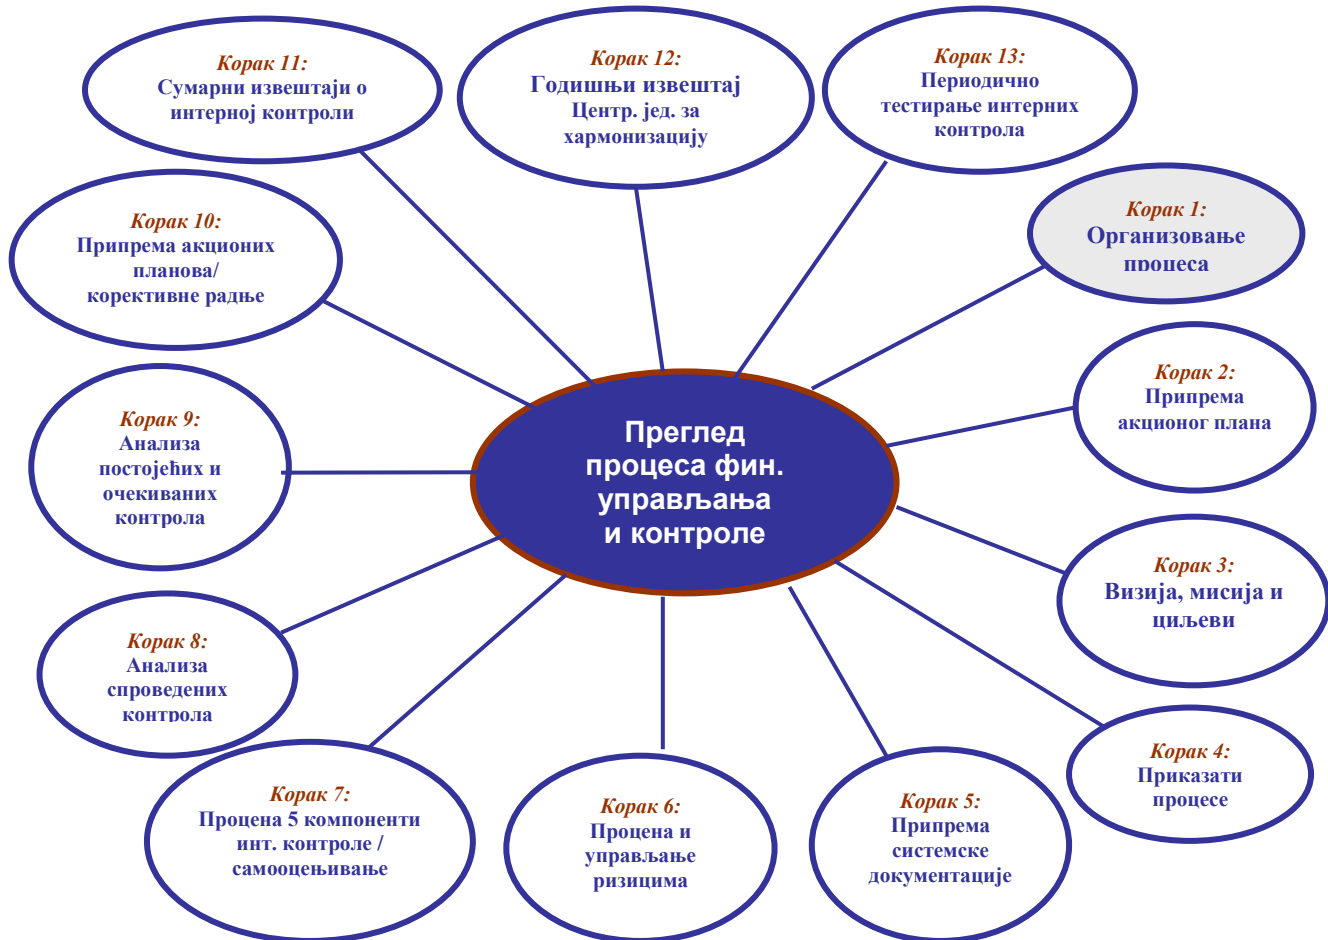 Преглед
процеса фин.
управљања
и контроле
Корак 1:
Организовање
процеса
Корак 2:
Припрема
акционог плана
Корак 3:
Визија, мисија и
циљеви
Корак 4:
Приказати
процесе
Корак 5:
Припрема
системске
документације
Корак 6:
Процена и
управљање
ризицима
Корак 7:
Процена 5 компоненти
инт. контроле /
самооцењивање
Корак 8:
Анализа
спроведених
контрола
Корак 9:
Анализа
постојећих и
очекиваних
контрола
Корак 10:
Припрема акционих
планова/
корективне радње
Корак 11:
Сумарни извештаји о
интерној контроли
Корак 12:
Годишњи извештај
Центр. јед. за
хармонизацију
Корак 13:
Периодично
тестирање интерних
контрола